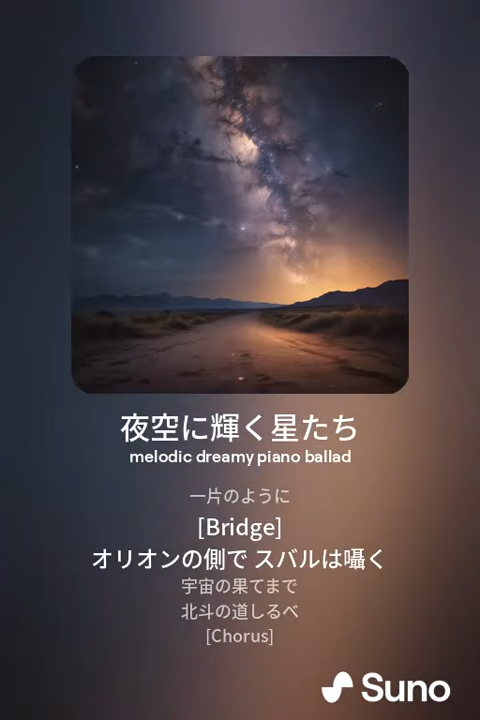 夜空に輝く星たち
melodic dreamy piano ballad
一片のように
[Bridge]
オリオンの側で スバルは囁く
宇宙の果てまで
北斗の道しるべ
[Chorus]
Suno